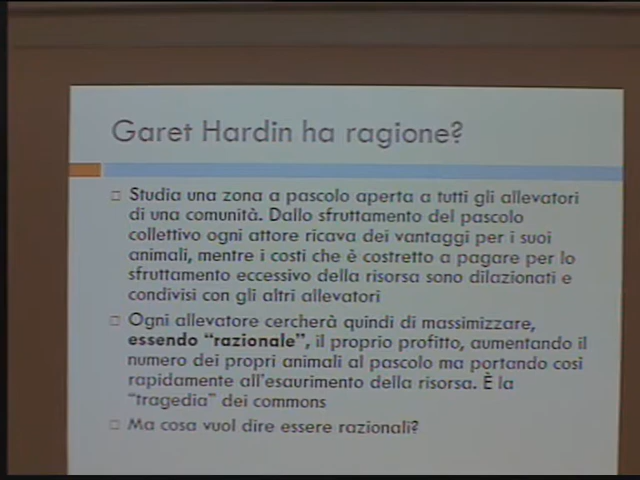 Garet Hardin ha ragione?
Studia una zona a pascolo aperta a tutti gli allevatori
di una comunità. Dallo sfruttamento del pascolo
collettivo ogni attore ricava dei vantaggi per i suoi
animali, mentre i costi che è costretto a pagare per lo
sfruttamento eccessivo della risorsa sono dilazionati e
condivisi con gli altri allevatori
Ogni allevatore cercherà quindi di massimizzare,
essendo “razionale”, il proprio profitto, aumentando il
numero dei propri animali al pascolo ma portando così
rapidamente all'esaurimento della risorsa. È la
“tragedia” dei commons
Ma cosa vuol dire essere razionali?